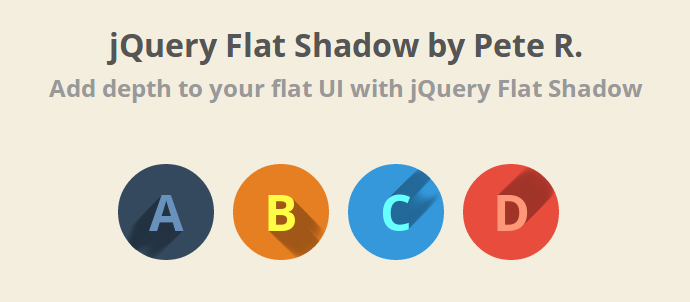 jQuery Flat Shadow by Pete R.
Add depth to your flat UI with jQuery Flat Shadow
A B C D